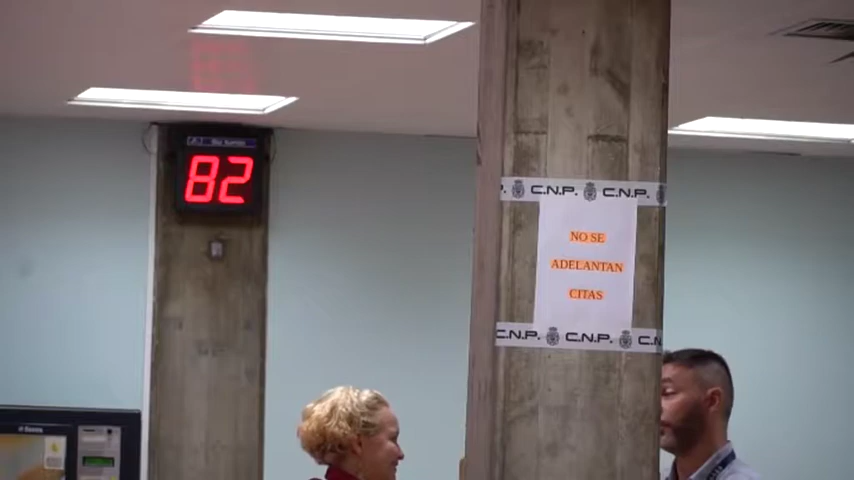 82
C.N.P. C.N.P.
NO SE
ADELANTAN
CITAS
C.N.P. C.N.P. C.N